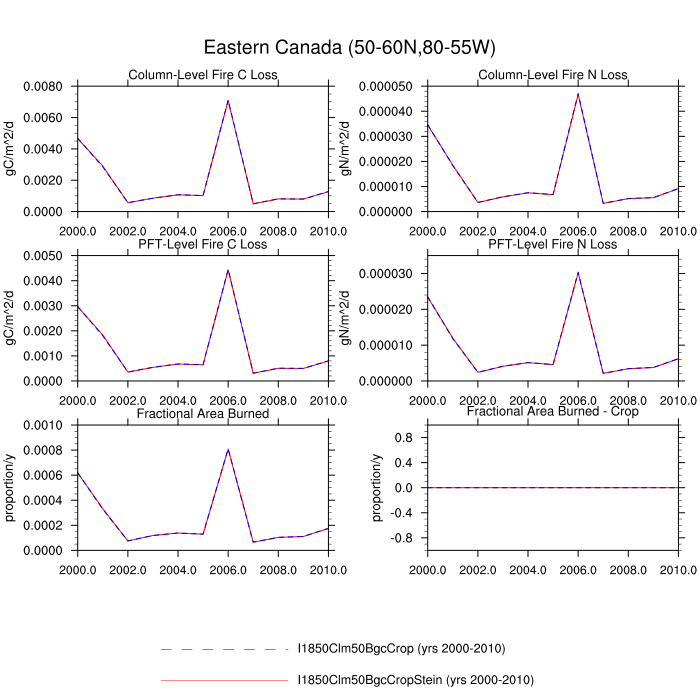 Eastern Canada (50-60N,80-55W)
Column-Level Fire C Loss
gC/m^2/d
0.0080
0.0060
0.0040
0.0020
0.0000
2000.0 2002.0 2004.0 2006.0 2008.0 2010.0
Column-Level Fire N Loss
gN/m^2/d
0.000050
0.000040
0.000030
0.000020
0.000010
0.000000
2000.0 2002.0 2004.0 2006.0 2008.0 2010.0
PFT-Level Fire C Loss
gC/m^2/d
0.0050
0.0040
0.0030
0.0020
0.0010
0.0000
2000.0 2002.0 2004.0 2006.0 2008.0 2010.0
PFT-Level Fire N Loss
gN/m^2/d
0.000030
0.000020
0.000010
0.000000
2000.0 2002.0 2004.0 2006.0 2008.0 2010.0
Fractional Area Burned
proportion/y
0.0010
0.0008
0.0006
0.0004
0.0002
0.0000
2000.0 2002.0 2004.0 2006.0 2008.0 2010.0
Fractional Area Burned - Crop
proportion/y
0.8
0.4
0.0
-0.4
-0.8
2000.0 2002.0 2004.0 2006.0 2008.0 2010.0
I1850Clm50BgcCrop (yrs 2000-2010)
I1850Clm50BgcCropStein (yrs 2000-2010)